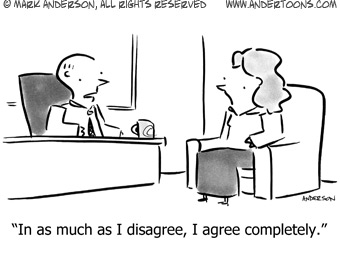 © MARK ANDERSON, ALL RIGHTS RESERVED WWW.ANDERTOONS.COM
ANDERSON
“In as much as I disagree, I agree completely.”